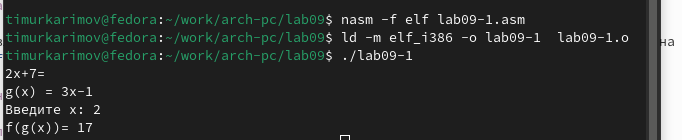 timurkarimov@fedora:~/work/arch-pc/lab09$ nasm -f elf lab09-1.asm
timurkarimov@fedora:~/work/arch-pc/lab09$ ld -m elf_i386 -o lab09-1  lab09-1.o
на
timurkarimov@fedora:~/work/arch-pc/lab09$ ./lab09-1
2x+7=
g(x) = 3x-1
Введите x: 2
f(g(x))= 17